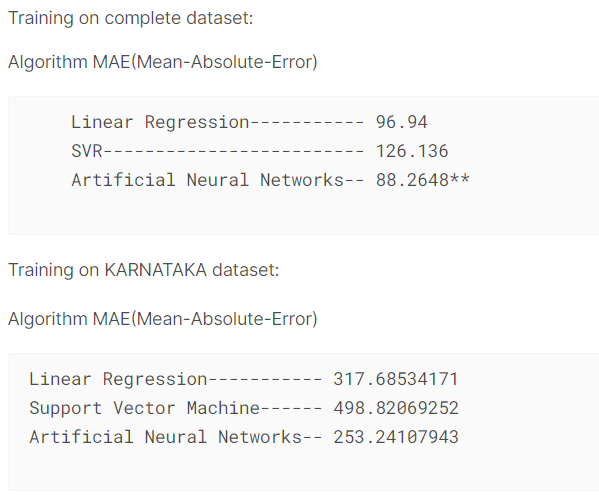 Training on complete dataset:
Algorithm MAE(Mean-Absolute-Error)
Linear Regression----------- 96.94
SVR------------------------- 126.136
Artificial Neural Networks-- 88.2648**
Training on KARNATAKA dataset:
Algorithm MAE(Mean-Absolute-Error)
Linear Regression----------- 317.68534171
Support Vector Machine------ 498.82069252
Artificial Neural Networks-- 253.24107943